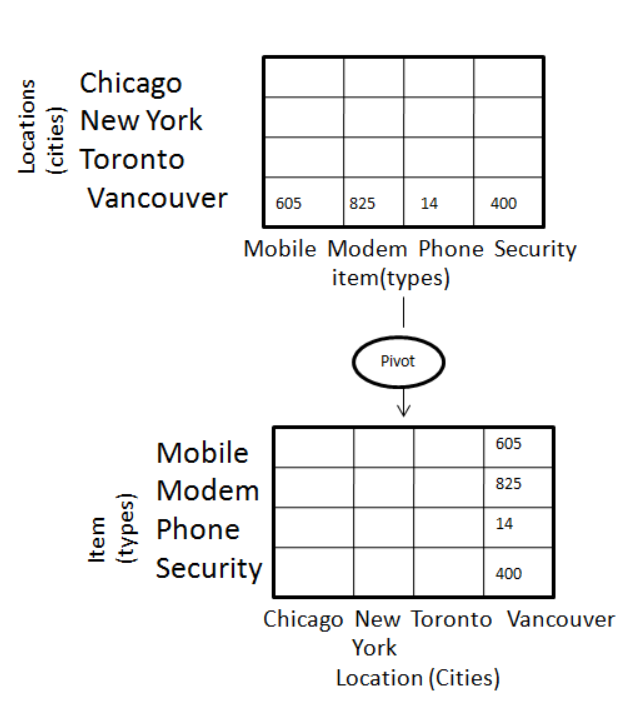 Locations
(cities)
Chicago
New York
Toronto
Vancouver
605 825 14 400
Mobile Modem Phone Security
item(types)
Pivot
Item
(types)
Mobile
Modem
Phone
Security
605
825
14
400
Chicago New Toronto Vancouver
York
Location (Cities)